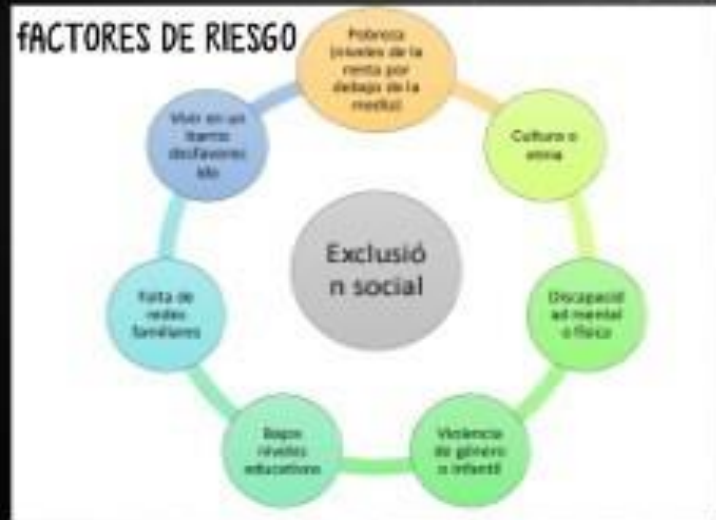 fACTORES DE RIESGO
Pobreza
(niveles de la
renta por
debajo de la
media)
Cultura o
etnia
Discapacid
ad mental
o física
Violencia
de género
o infantil
Bajos
niveles
educativos
Falta de
redes
familiares
Vivir en un
barrio
desfavorec
ido
Exclusió
n social